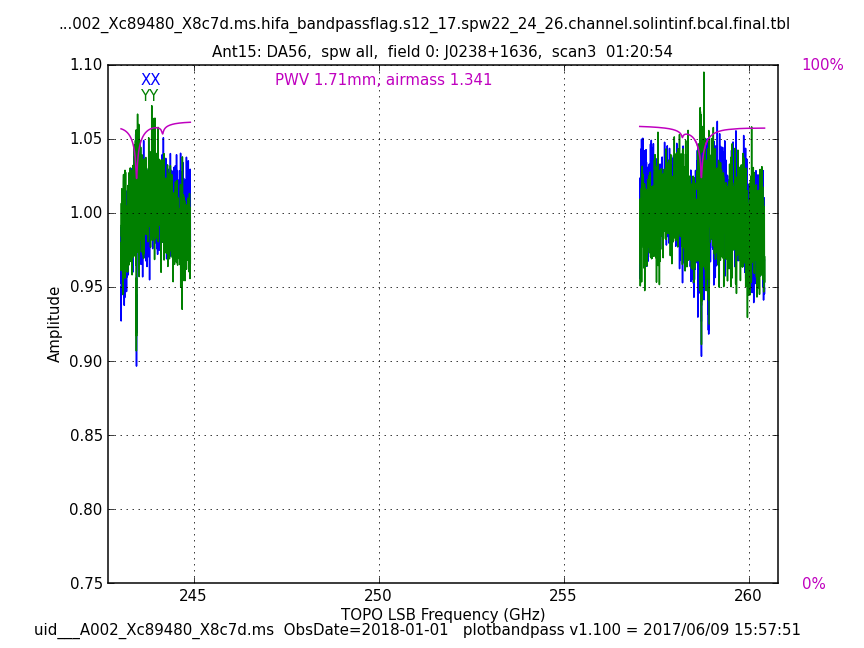 ...002_Xc89480_X8c7d.ms.hifa_bandpassflag.s12_17.spw22_24_26.channel.solintinf.bcal.final.tbl
Ant15: DA56,  spw all,  field 0: J0238+1636,  scan3  01:20:54
XX
YY
PWV 1.71mm, airmass 1.341
100%
0%
1.10
1.05
1.00
0.95
0.90
0.85
0.80
0.75
Amplitude
245
250
255
260
TOPO LSB Frequency (GHz)
uid___A002_Xc89480_X8c7d.ms  ObsDate=2018-01-01   plotbandpass v1.100 = 2017/06/09 15:57:51